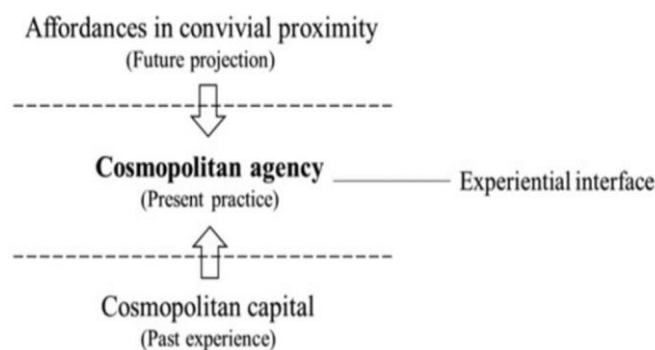 Affordances in convivial proximity
(Future projection)
Cosmopolitan agency
(Present practice)
Experiential interface
Cosmopolitan capital
(Past experience)